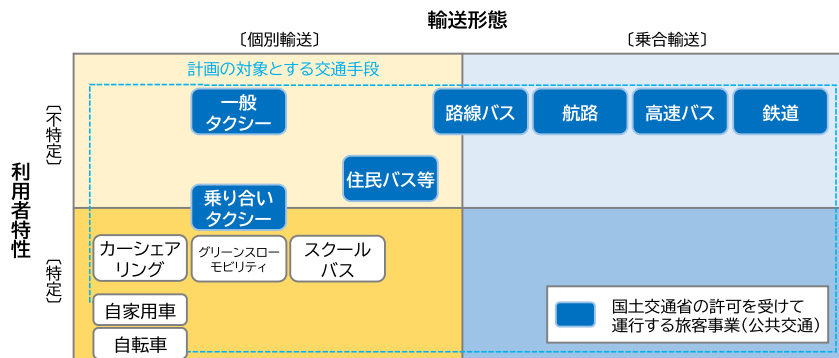 輸送形態
〔個別輸送〕
〔乗合輸送〕
計画の対象とする交通手段
利用者特性
〔不特定〕
一般
タクシー
路線バス
航路
高速バス
鉄道
住民バス等
乗り合い
タクシー
〔特定〕
カーシェア
リング
グリーンスロー
モビリティ
スクール
バス
自家用車
自転車
国土交通省の許可を受けて
運行する旅客事業(公共交通)